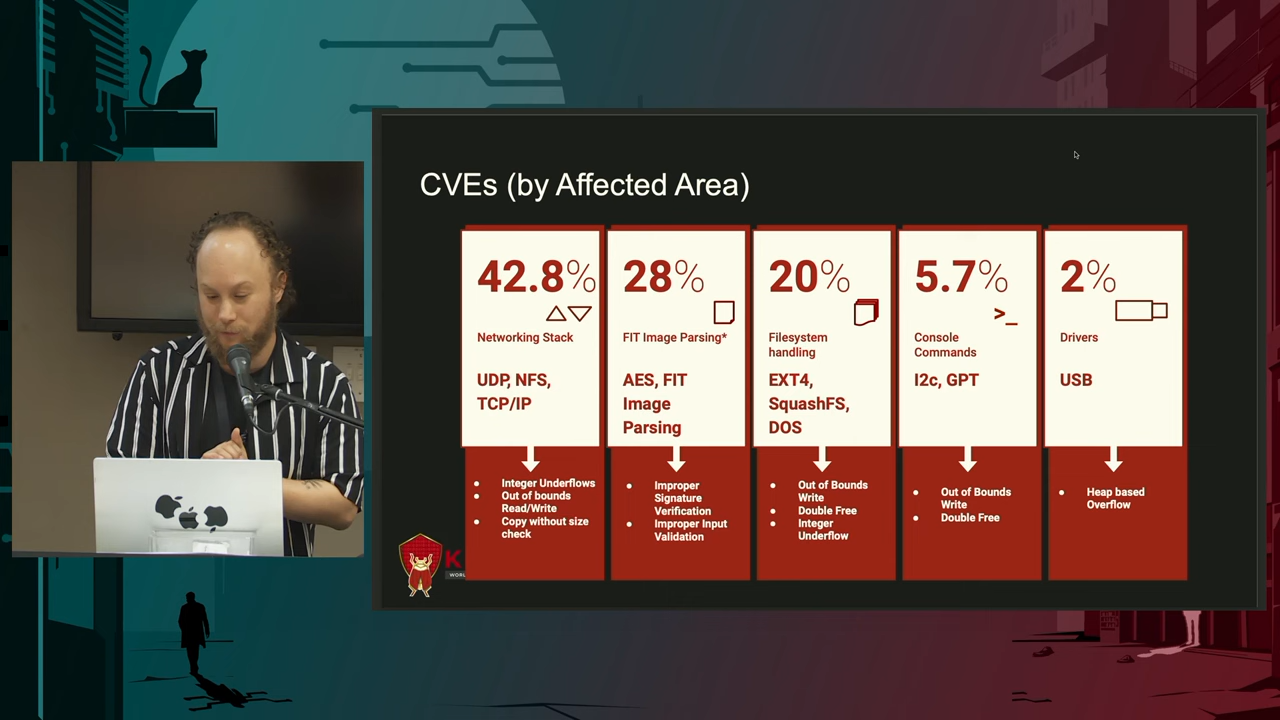 CVEs (by Affected Area)
42.8%
Networking Stack
UDP, NFS,
TCP/IP
Integer Underflows
Out of bounds
Read/Write
Copy without size
check
28%
FIT Image Parsing*
AES, FIT
Image
Parsing
Improper
Signature
Verification
Improper Input
Validation
20%
Filesystem
handling
EXT4,
SquashFS,
DOS
Out of Bounds
Write
Double Free
Integer
Underflow
5.7%
>_
Console
Commands
I2c, GPT
Out of Bounds
Write
Double Free
2%
Drivers
USB
Heap based
Overflow
K
WORL